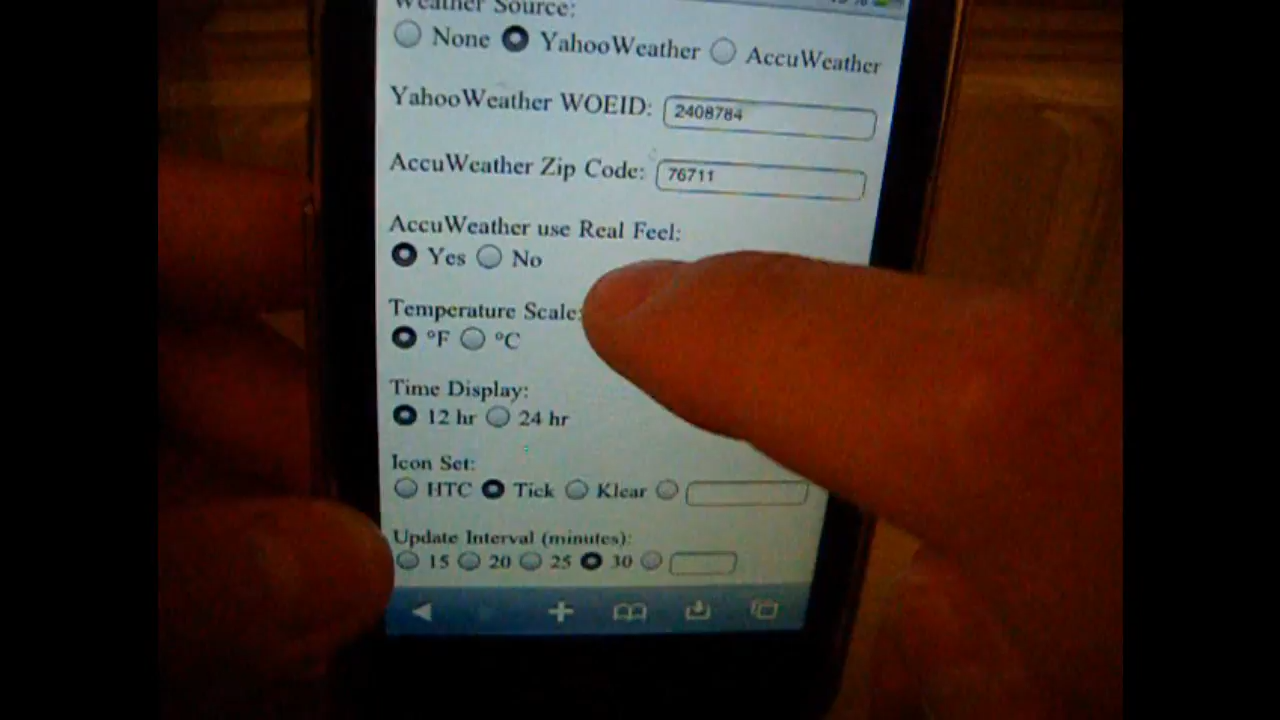 Weather Source:
None YahooWeather AccuWeather
YahooWeather WOEID: 2408784
AccuWeather Zip Code: 76711
AccuWeather use Real Feel:
Yes No
Temperature Scale:
°F °C
Time Display:
12 hr 24 hr
Icon Set:
HTC Tick Klear
Update Interval (minutes):
15 20 25 30